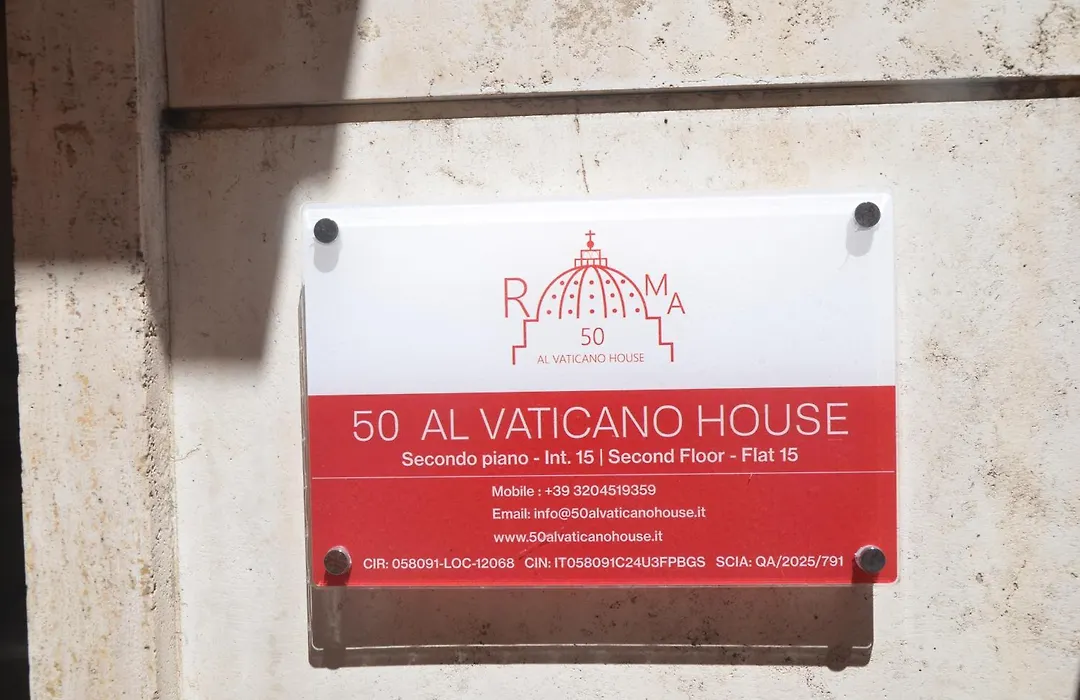 ROMA
50
AL VATICANO HOUSE
50 AL VATICANO HOUSE
Secondo piano - Int. 15 | Second Floor - Flat 15
Mobile : +39 3204519359
Email: info@50alvaticanohouse.it
www.50alvaticanohouse.it
CIR: 058091-LOC-12068 CIN: IT058091C24U3FPBGS SCIA: QA/2025/791